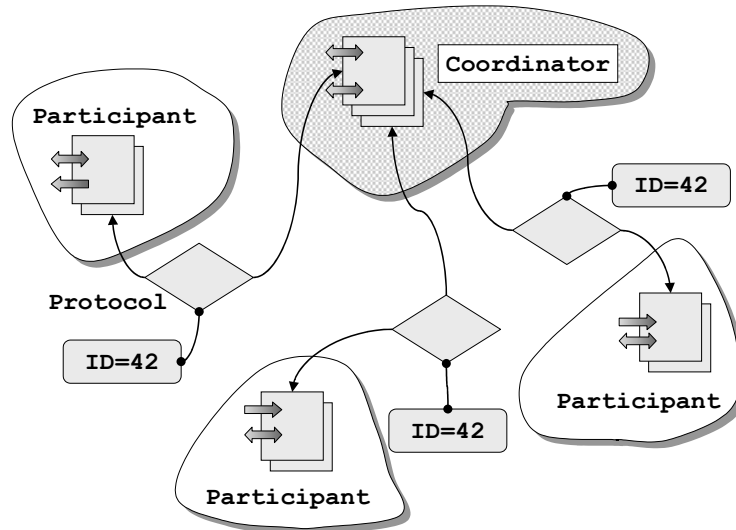 Coordinator
Participant
ID=42
Protocol
ID=42
Participant
ID=42
Participant